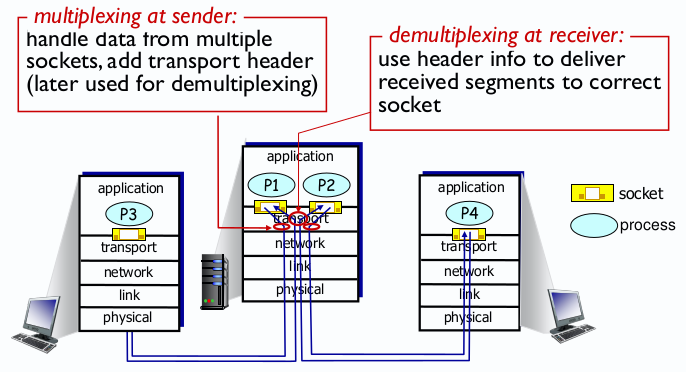 multiplexing at sender:
handle data from multiple
sockets, add transport header
(later used for demultiplexing)
demultiplexing at receiver:
use header info to deliver
received segments to correct
socket
application
P3
transport
network
link
physical
application
P1 P2
transport
network
link
physical
application
P4
transport
network
link
physical
socket
process